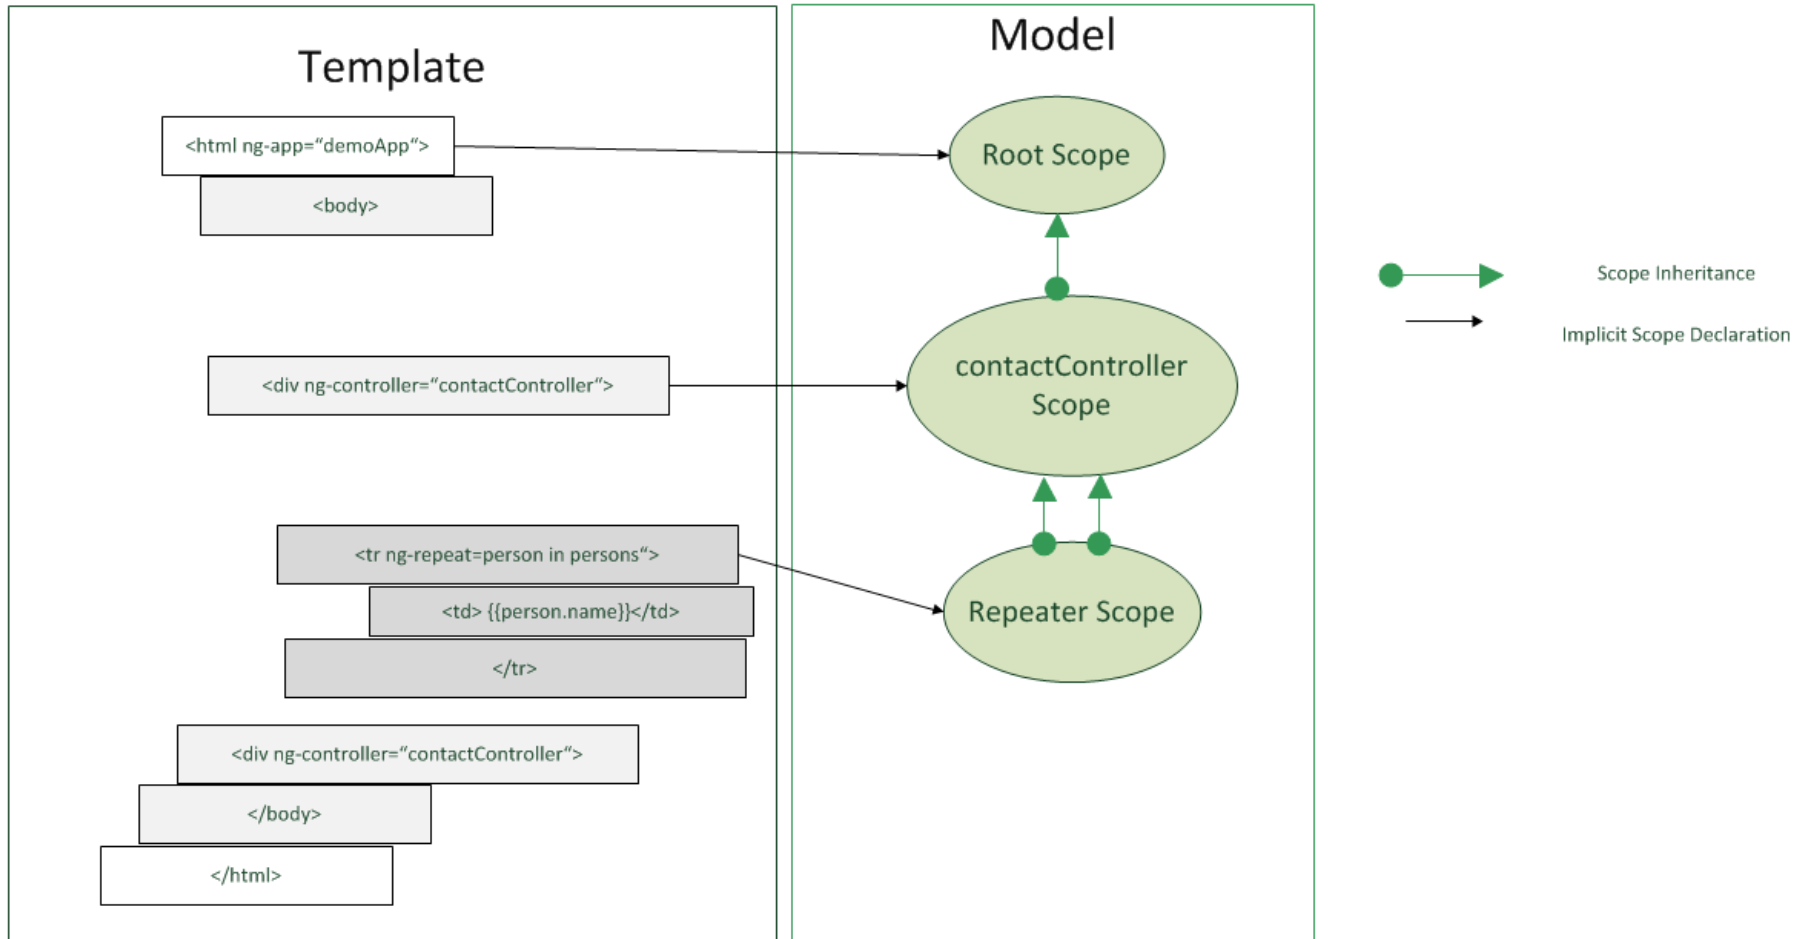 Template
<html ng-app=“demoApp“>
<body>
<div ng-controller=“contactController“>
<tr ng-repeat=person in persons“>
<td> {{person.name}}</td>
</tr>
<div ng-controller=“contactController“>
</body>
</html>
Model
Root Scope
contactController
Scope
Repeater Scope
Scope Inheritance
Implicit Scope Declaration